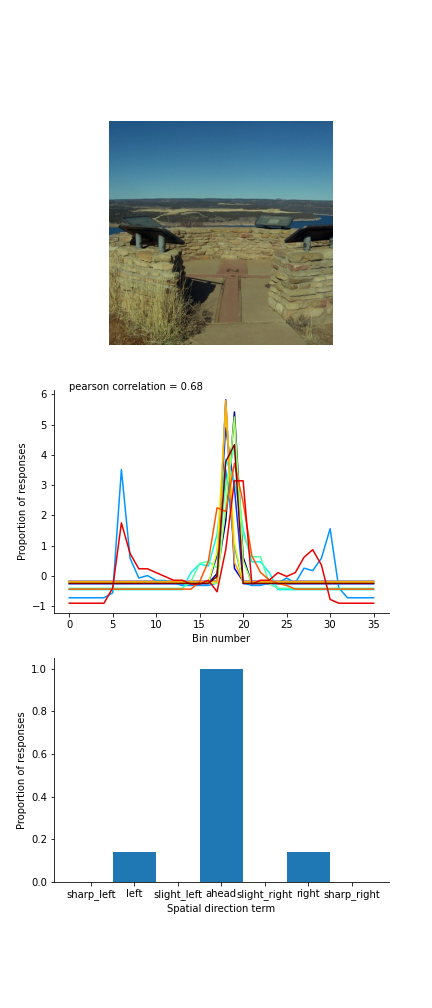 pearson correlation = 0.68
6
5
4
3
2
1
0
−1
Proportion of responses
0 5 10 15 20 25 30 35
Bin number
1.0
0.8
0.6
0.4
0.2
0.0
Proportion of responses
sharp_left left slight_left ahead slight_right right sharp_right
Spatial direction term